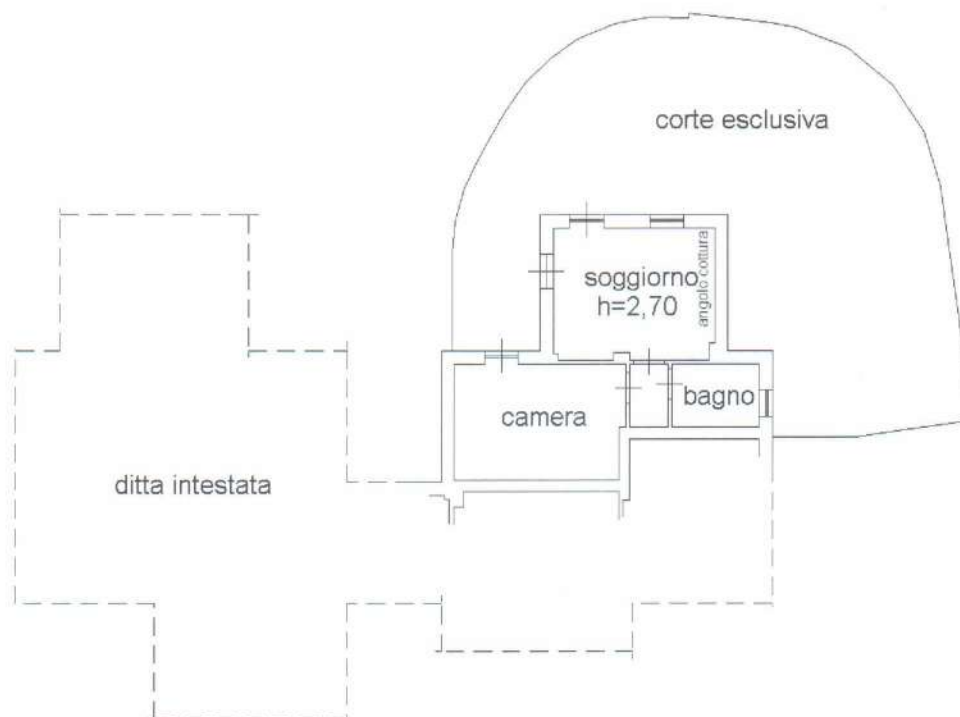 corte esclusiva
soggiorno
h=2,70
angolo cottura
bagno
camera
ditta intestata